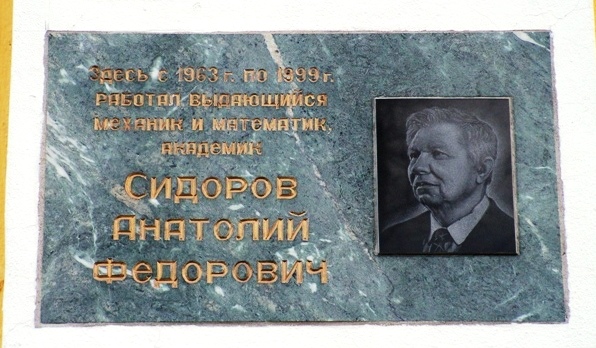 Здесь с 1963 г. по 1999 г.
работал выдающийся
механик и математик,
академик
Сидоров
Анатолий
Федорович